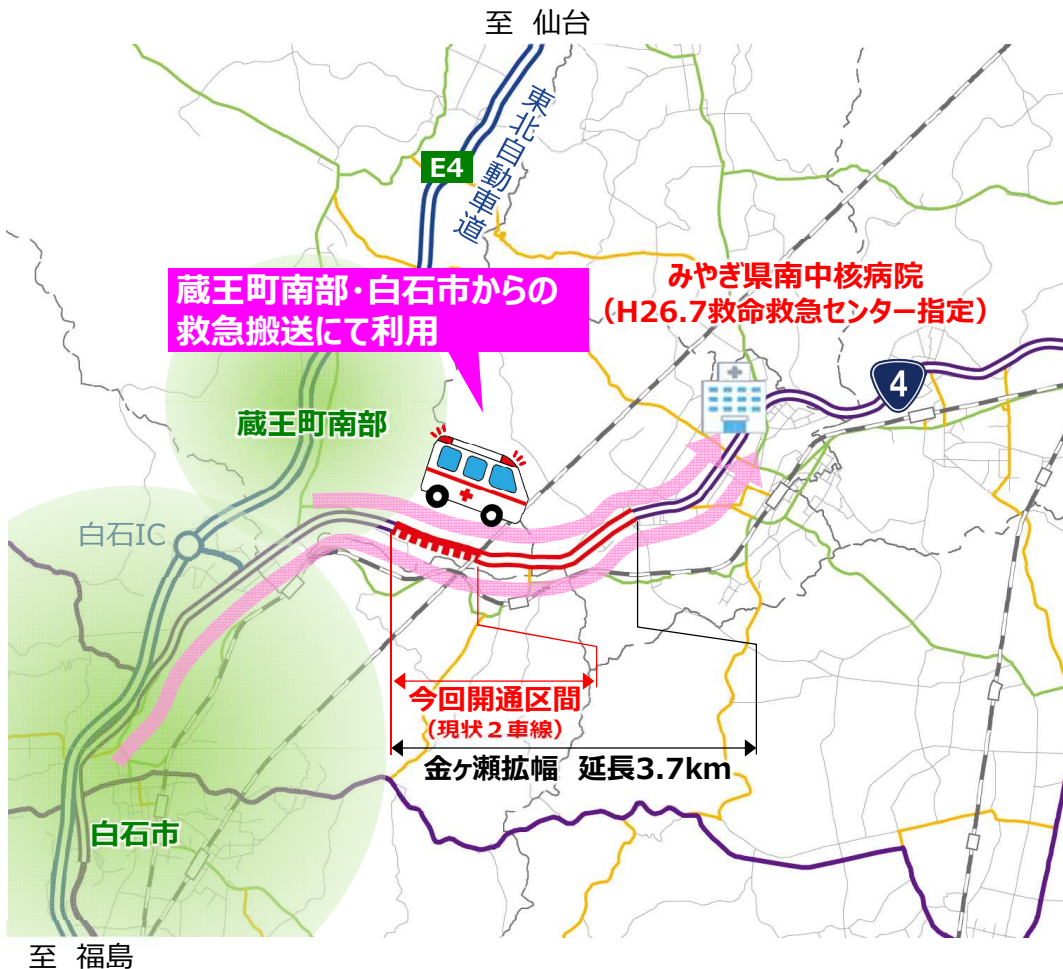 至 仙台
東北自動車道
E4
蔵王町南部・白石市からの
救急搬送にて利用
みやぎ県南中核病院
(H26.7救命救急センター指定)
4
蔵王町南部
白石IC
今回開通区間
(現状２車線)
金ケ瀬拡幅 延長3.7km
白石市
至 福島